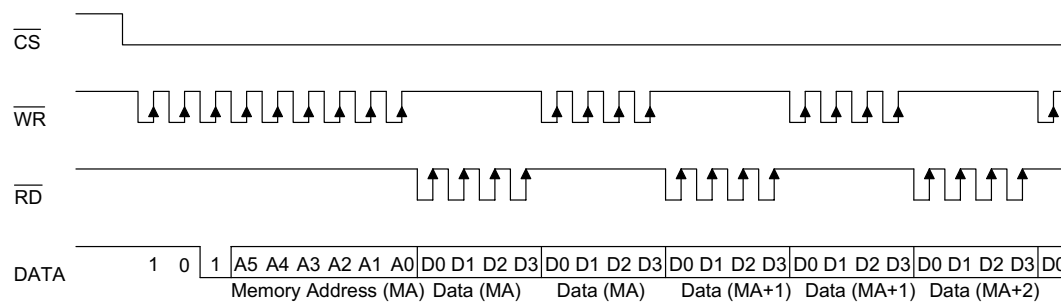 CS
WR
RD
DATA 1 0 1 A5 A4 A3 A2 A1 A0 D0 D1 D2 D3 D0 D1 D2 D3 D0 D1 D2 D3 D0 D1 D2 D3 D0 D1 D2 D3 D0
Memory Address (MA) Data (MA) Data (MA) Data (MA+1) Data (MA+1) Data (MA+2)